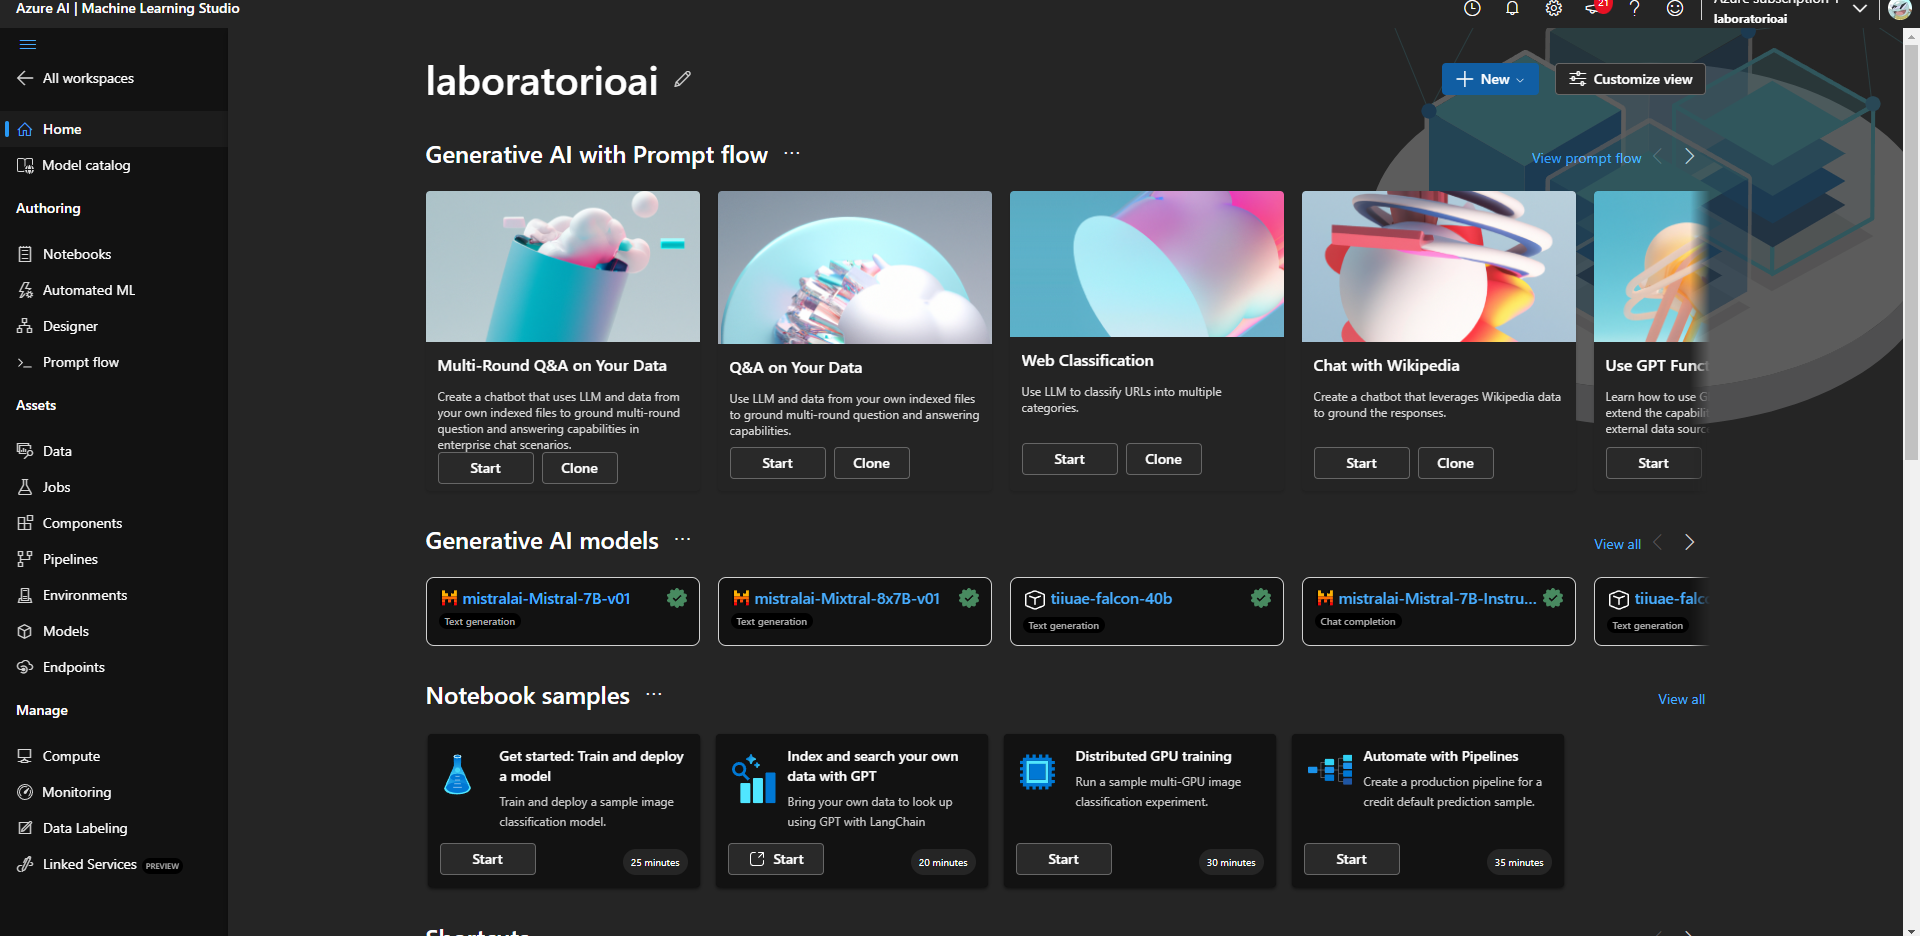 Azure AI | Machine Learning Studio
21
Azure subscription 1
laboratorioai
All workspaces
Home
Model catalog
Authoring
Notebooks
Automated ML
Designer
Prompt flow
Assets
Data
Jobs
Components
Pipelines
Environments
Models
Endpoints
Manage
Compute
Monitoring
Data Labeling
Linked Services PREVIEW
laboratorioai
New
Customize view
Generative AI with Prompt flow ...
View prompt flow
Multi-Round Q&A on Your Data
Create a chatbot that uses LLM and data from
your own indexed files to ground multi-round
question and answering capabilities in
enterprise chat scenarios.
Start Clone
Q&A on Your Data
Use LLM and data from your own indexed files
to ground multi-round question and answering
capabilities.
Start Clone
Web Classification
Use LLM to classify URLs into multiple
categories.
Start Clone
Chat with Wikipedia
Create a chatbot that leverages Wikipedia data
to ground the responses.
Start Clone
Use GPT Funct
Learn how to use G
extend the capabilit
external data sourc
Start
Generative AI models ...
View all
mistralai-Mistral-7B-v01
Text generation
mistralai-Mixtral-8x7B-v01
Text generation
tiiuae-falcon-40b
Text generation
mistralai-Mistral-7B-Instru...
Chat completion
tiiuae-falc
Text generation
Notebook samples ...
View all
Get started: Train and deploy
a model
Train and deploy a sample image
classification model.
Start
25 minutes
Index and search your own
data with GPT
Bring your own data to look up
using GPT with LangChain
Start
20 minutes
Distributed GPU training
Run a sample multi-GPU image
classification experiment.
Start
30 minutes
Automate with Pipelines
Create a production pipeline for a
credit default prediction sample.
Start
35 minutes
Shortcuts